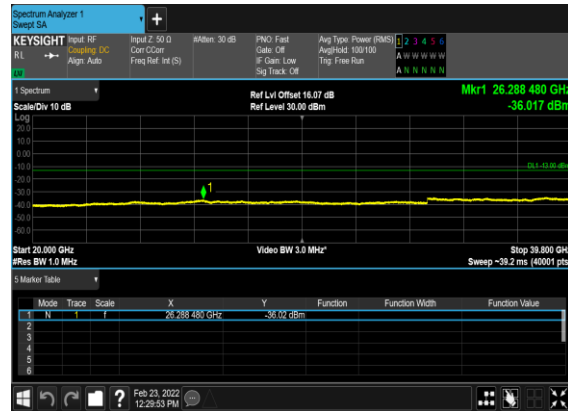 Spectrum Analyzer 1
Swept SA
+
KEYSIGHT Input: RF Input Z: 50 Ω #Atten: 30 dB PNO: Fast Avg Type: Power (RMS) 1 2 3 4 5 6
RL Coupling: DC Corr CCorr Gate: Off Avg|Hold: 100/100 A W W W W W
Align: Auto Freq Ref: Int (S) IF Gain: Low Trig: Free Run
Sig Track: Off A N N N N N
1 Spectrum Ref Lvl Offset 16.07 dB Mkr1 26.288 480 GHz
Scale/Div 10 dB Ref Level 30.00 dBm -36.017 dBm
Log
20.0
10.0
0.00
-10.0 DL1 -13.00 dBm
-20.0
-30.0 1
-40.0
-50.0
-60.0
Start 20.000 GHz Video BW 3.0 MHz* Stop 39.800 GHz
#Res BW 1.0 MHz Sweep ~39.2 ms (40001 pts)
5 Marker Table
Mode Trace Scale X Y Function Function Width Function Value
1 N 1 f 26.288 480 GHz -36.02 dBm
2
3
4
5
6
? Feb 23, 2022
12:29:53 PM